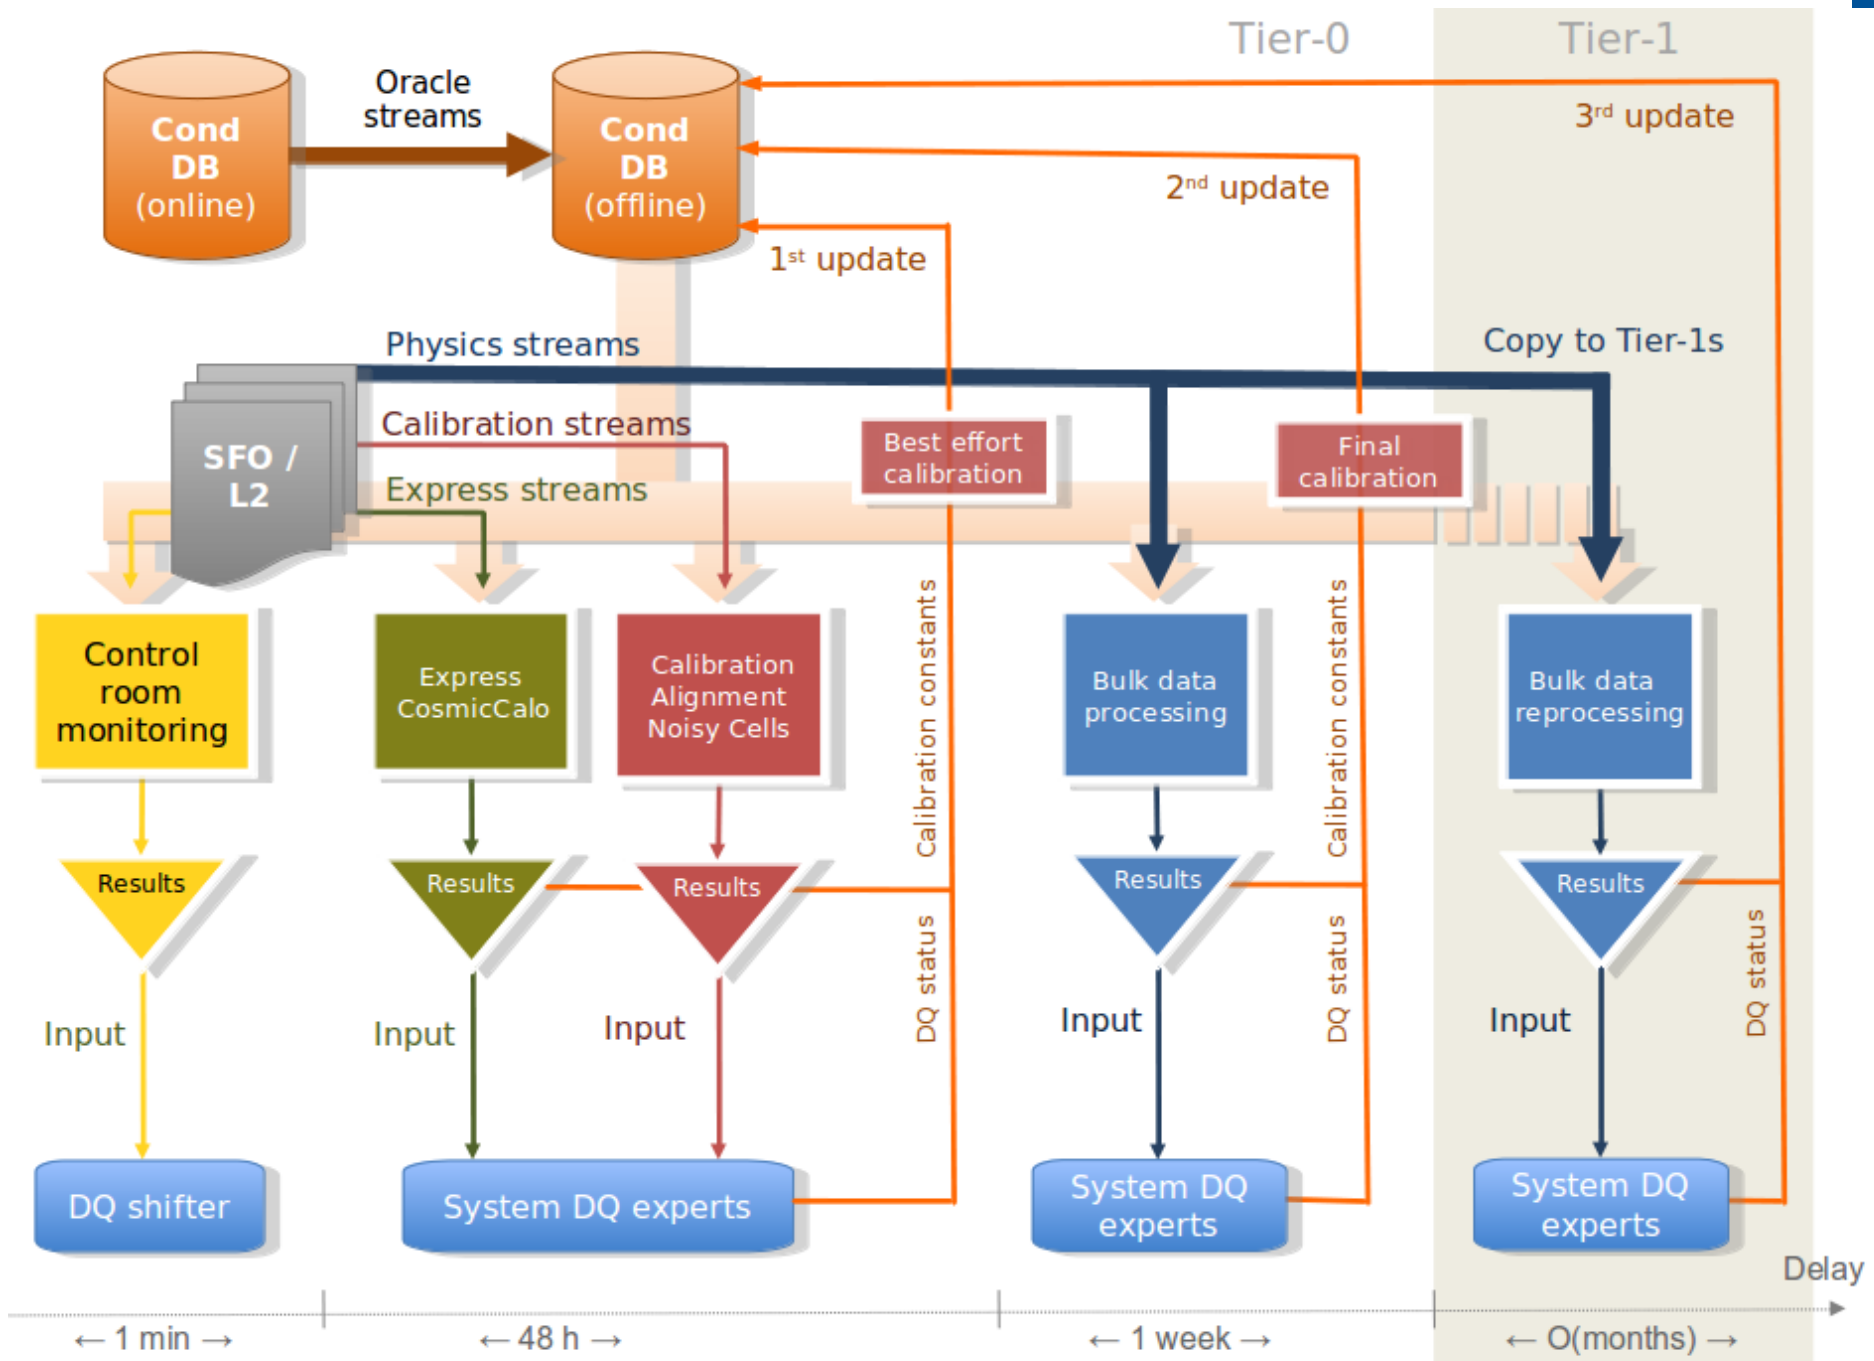 Tier-0
Tier-1
Oracle
streams
Cond
DB
(online)
Cond
DB
(offline)
3rd update
2nd update
1st update
Physics streams
Copy to Tier-1s
Calibration streams
SFO /
L2
Express streams
Best effort
calibration
Final
calibration
Control
room
monitoring
Express
CosmicCalo
Calibration
Alignment
Noisy Cells
Calibration constants
Bulk data
processing
Calibration constants
Bulk data
reprocessing
Results
Results
Results
Results
Results
DQ status
DQ status
DQ status
Input
Input
Input
Input
Input
DQ shifter
System DQ experts
System DQ
experts
System DQ
experts
Delay
← 1 min →
← 48 h →
← 1 week →
← O(months) →